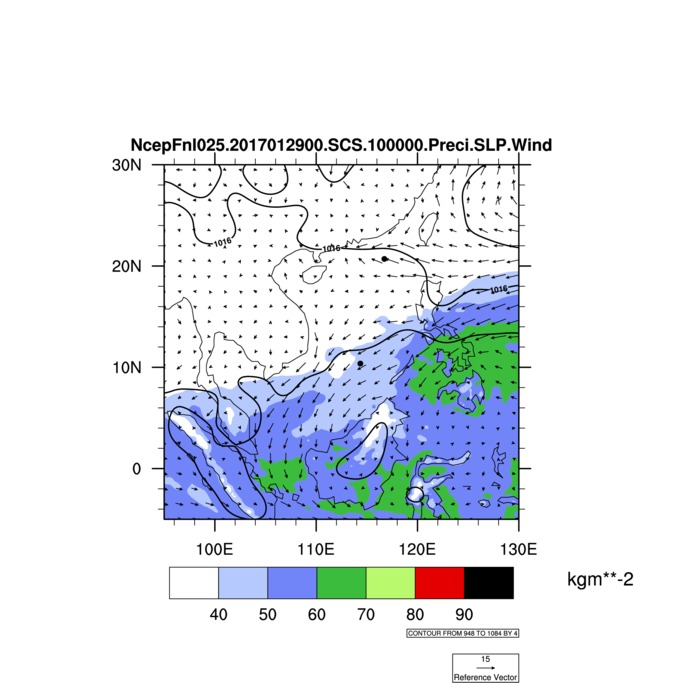 NcepFnl025.2017012900.SCS.100000.Preci.SLP.Wind
30N
20N
10N
0
1016
1016
1016
100E 110E 120E 130E
kgm**-2
40 50 60 70 80 90
CONTOUR FROM 948 TO 1084 BY 4
15
Reference Vector